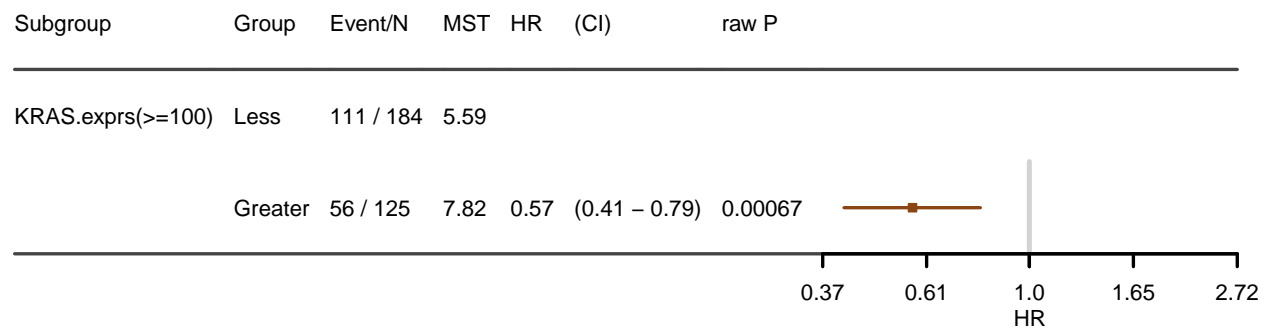 Subgroup Group Event/N MST HR (CI) raw P
KRAS.exprs(>=100) Less 111 / 184 5.59
Greater 56 / 125 7.82 0.57 (0.41 − 0.79) 0.00067
0.37 0.61 1.0 1.65 2.72
HR